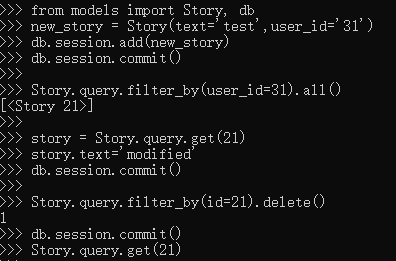 >>> from models import Story, db
>>> new_story = Story(text='test',user_id='31')
>>> db.session.add(new_story)
>>> db.session.commit()
>>>
>>> Story.query.filter_by(user_id=31).all()
[<Story 21>]
>>>
>>> story = Story.query.get(21)
>>> story.text='modified'
>>> db.session.commit()
>>>
>>> Story.query.filter_by(id=21).delete()
1
>>> db.session.commit()
>>> Story.query.get(21)